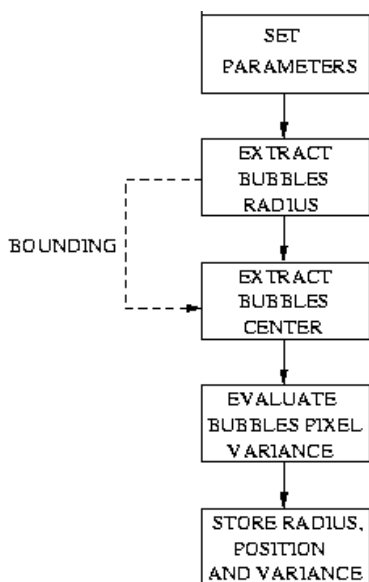 SET
PARAMETERS
EXTRACT
BUBBLES
RADIUS
BOUNDING
EXTRACT
BUBBLES
CENTER
EVALUATE
BUBBLES PIXEL
VARIANCE
STORE RADIUS,
POSITION
AND VARIANCE